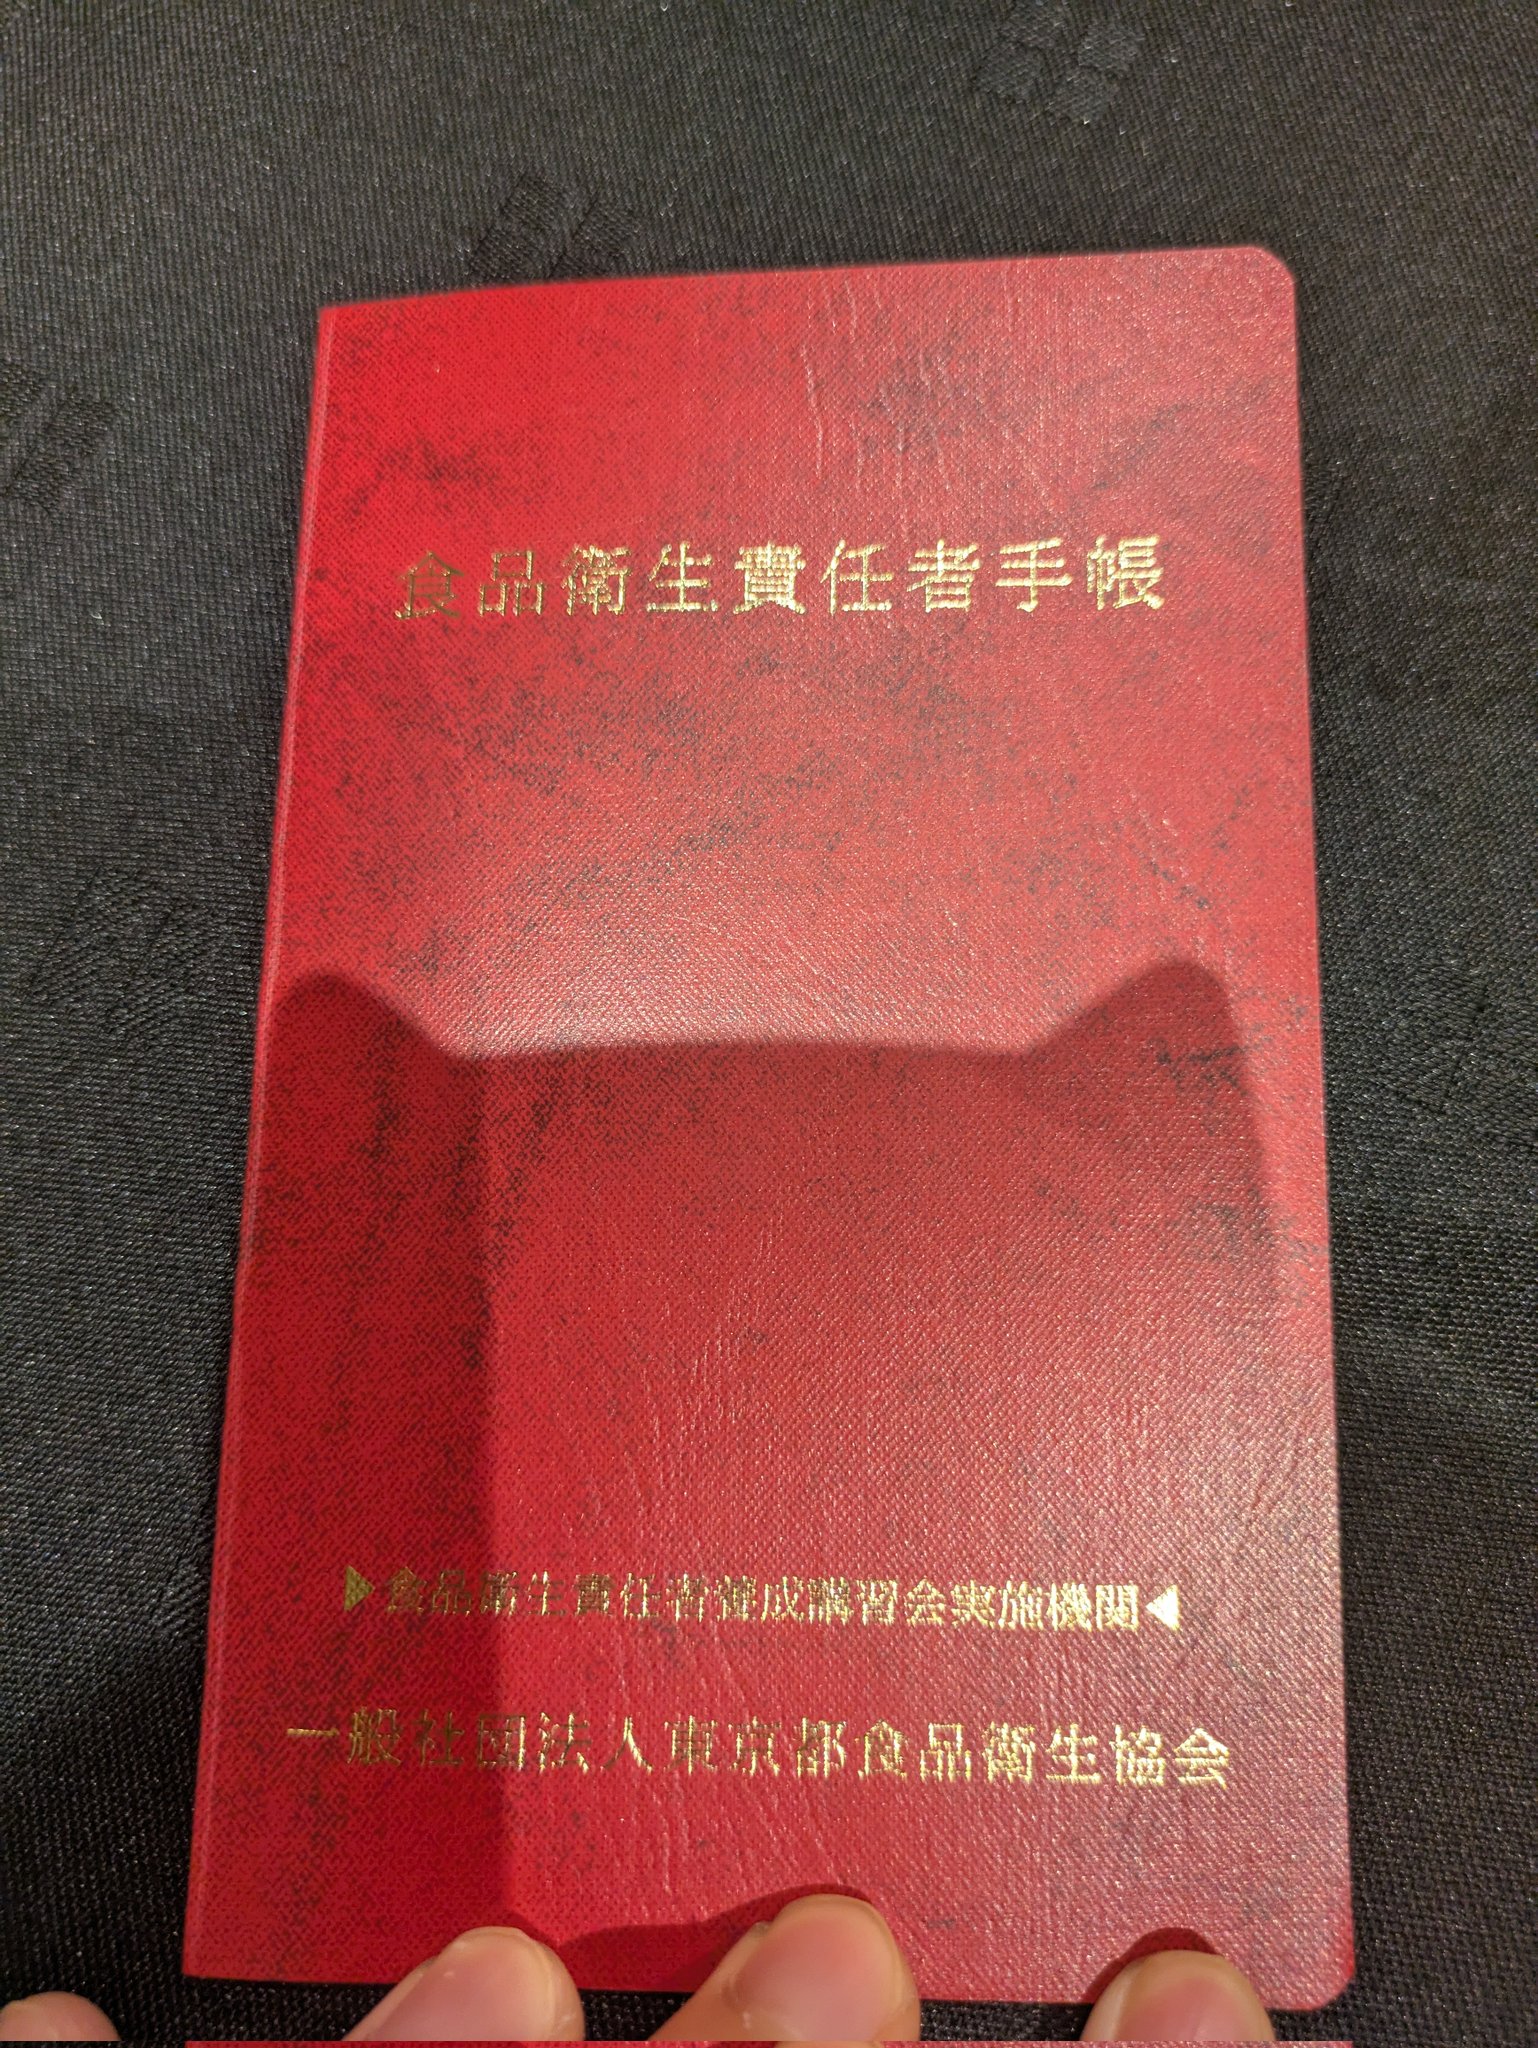 食品衛生責任者手帳
▶食品衛生責任者養成講習会実施機関◀
一般社団法人東京都食品衛生協会